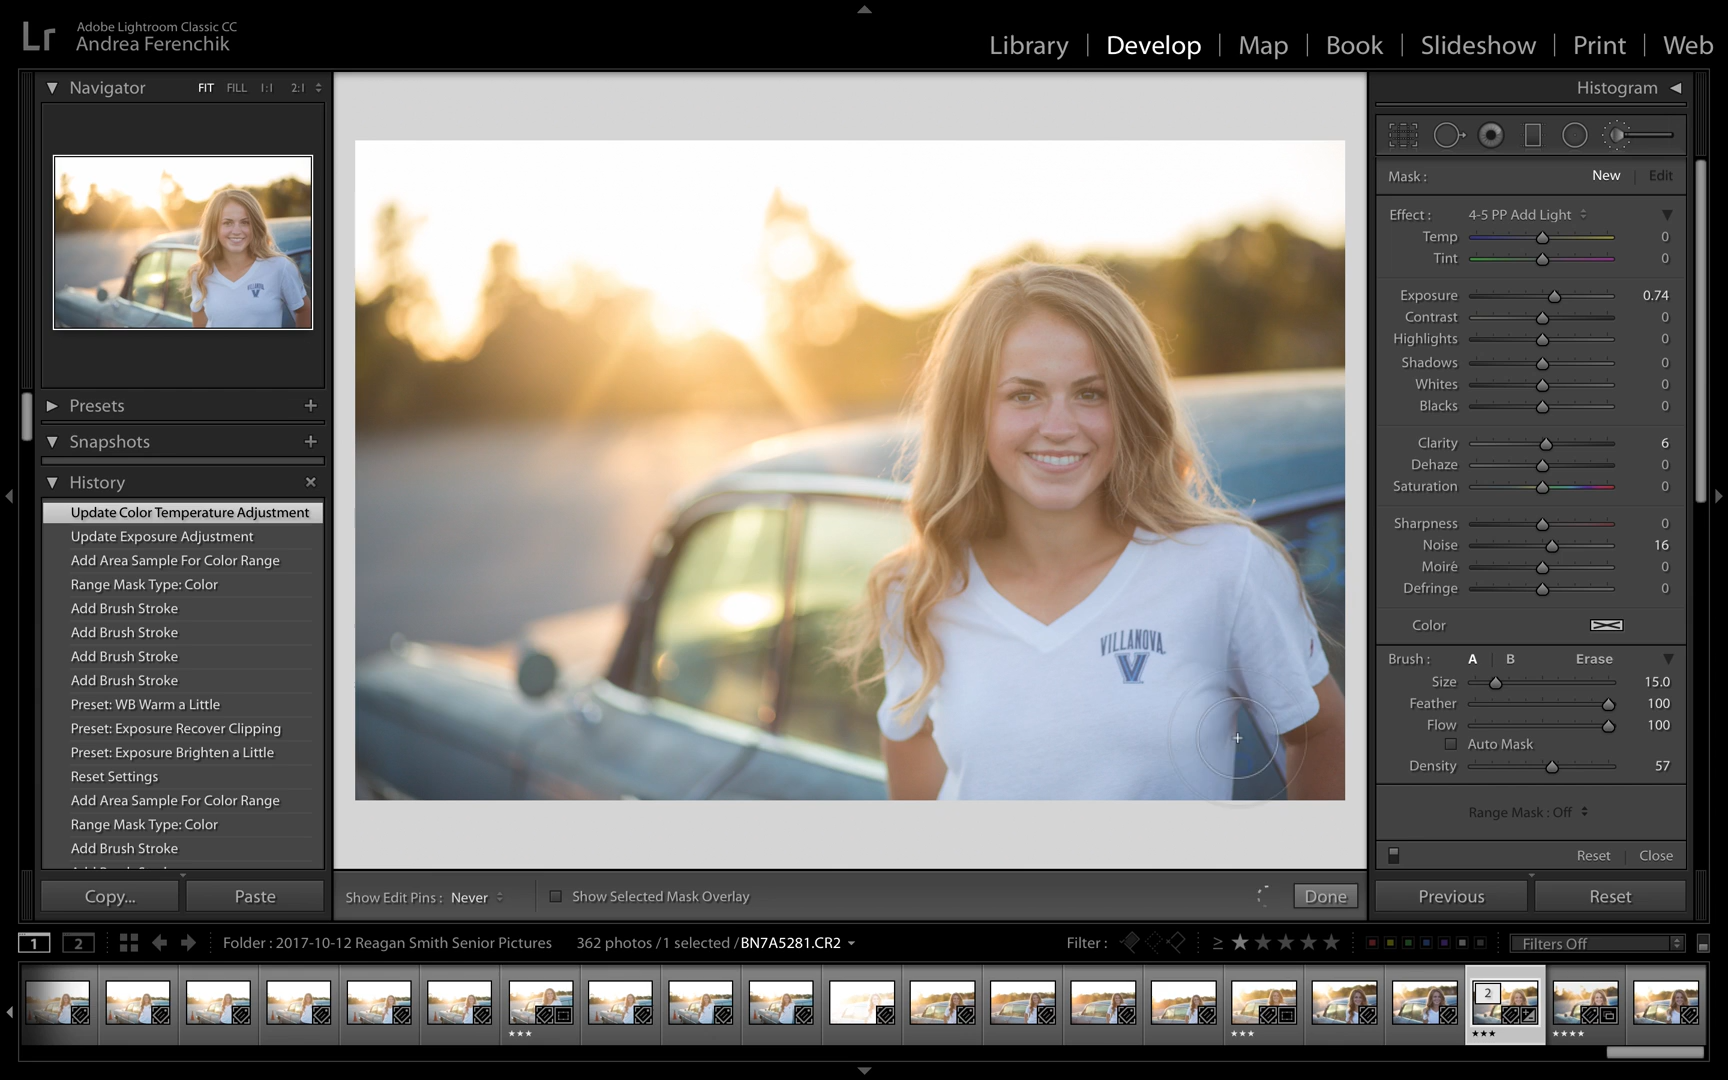 Lr
Adobe Lightroom Classic CC
Andrea Ferenchik
Library | Develop | Map | Book | Slideshow | Print | Web
Navigator FIT FILL 1:1 2:1
Presets +
Snapshots +
History ×
Update Color Temperature Adjustment
Update Exposure Adjustment
Add Area Sample For Color Range
Range Mask Type: Color
Add Brush Stroke
Add Brush Stroke
Add Brush Stroke
Add Brush Stroke
Preset: WB Warm a Little
Preset: Exposure Recover Clipping
Preset: Exposure Brighten a Little
Reset Settings
Add Area Sample For Color Range
Range Mask Type: Color
Add Brush Stroke
Copy... Paste
VILLANOVA
V
Show Edit Pins : Never
Show Selected Mask Overlay
Done
Histogram
Mask : New | Edit
Effect : 4-5 PP Add Light
Temp 0
Tint 0
Exposure 0.74
Contrast 0
Highlights 0
Shadows 0
Whites 0
Blacks 0
Clarity 6
Dehaze 0
Saturation 0
Sharpness 0
Noise 16
Moiré 0
Defringe 0
Color
Brush : A | B Erase
Size 15.0
Feather 100
Flow 100
Auto Mask
Density 57
Range Mask : Off
Reset | Close
Previous Reset
1 2 Folder : 2017-10-12 Reagan Smith Senior Pictures 362 photos /1 selected /BN7A5281.CR2 Filter : ≥ ★★★★★ Filters Off
2